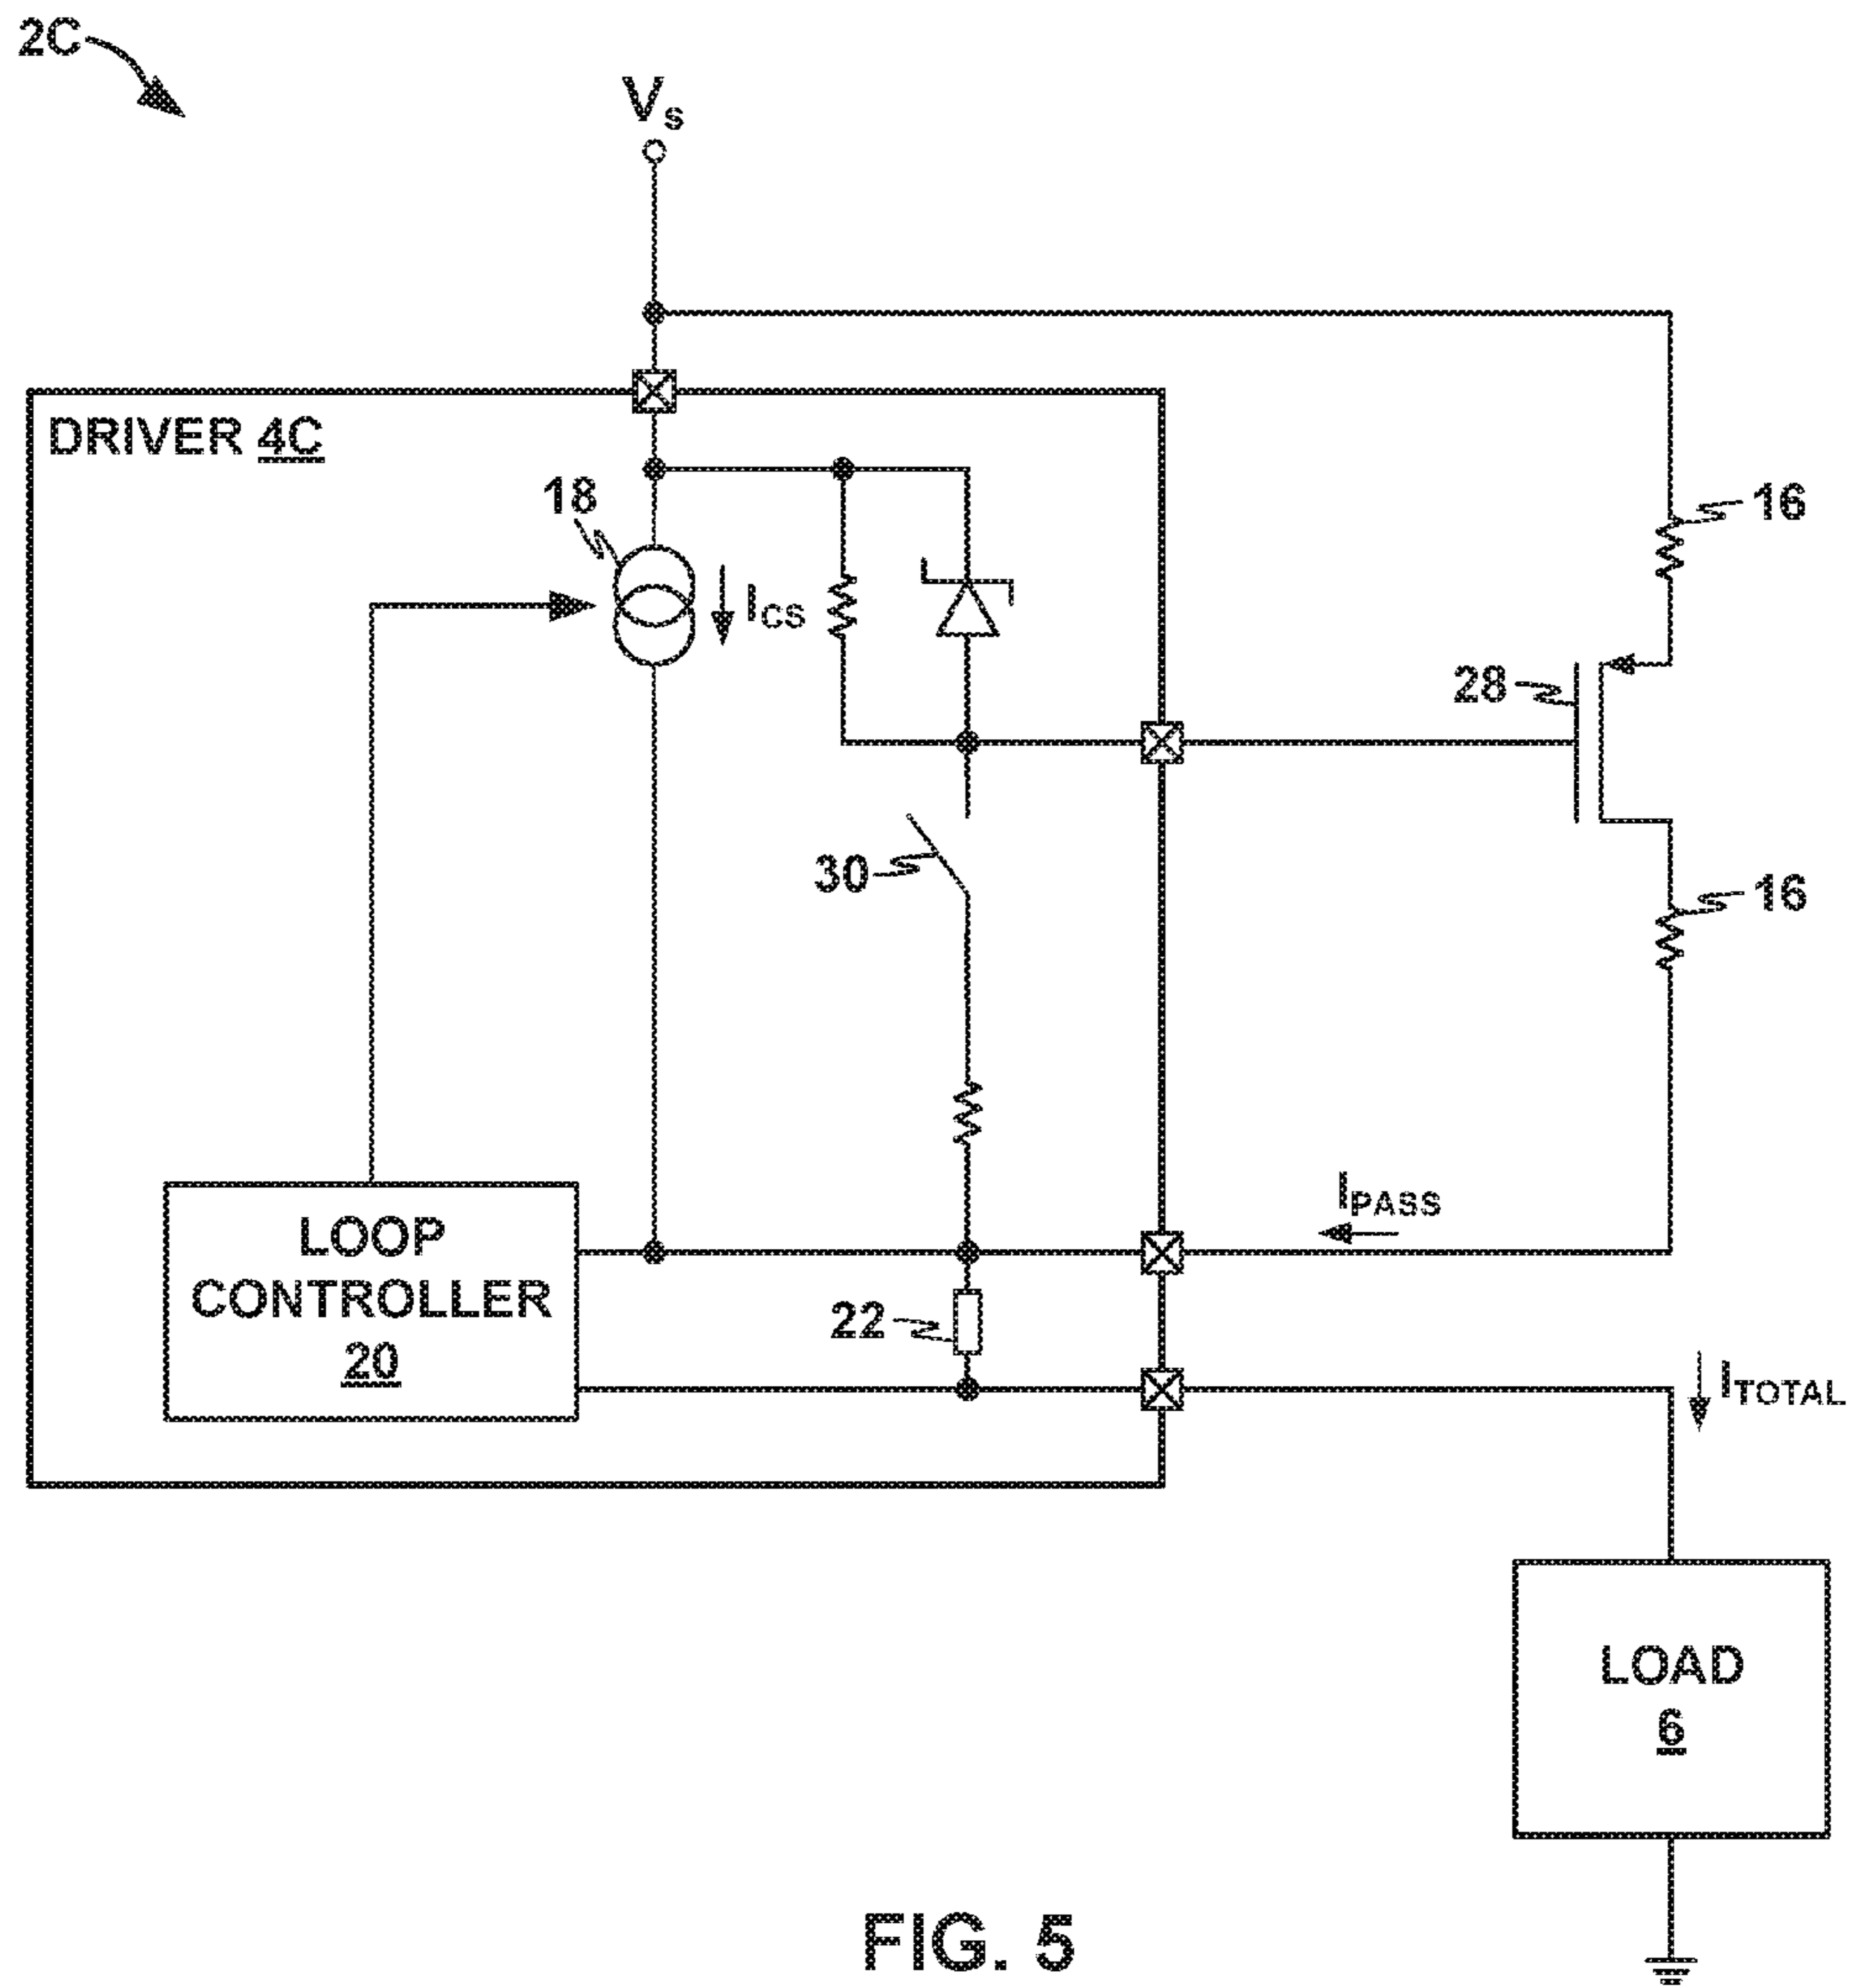 2C
Vs
DRIVER 4C
18
ICS
16
28
30
16
IPASS
LOOP
CONTROLLER
20
22
ITOTAL
LOAD
6
FIG. 5